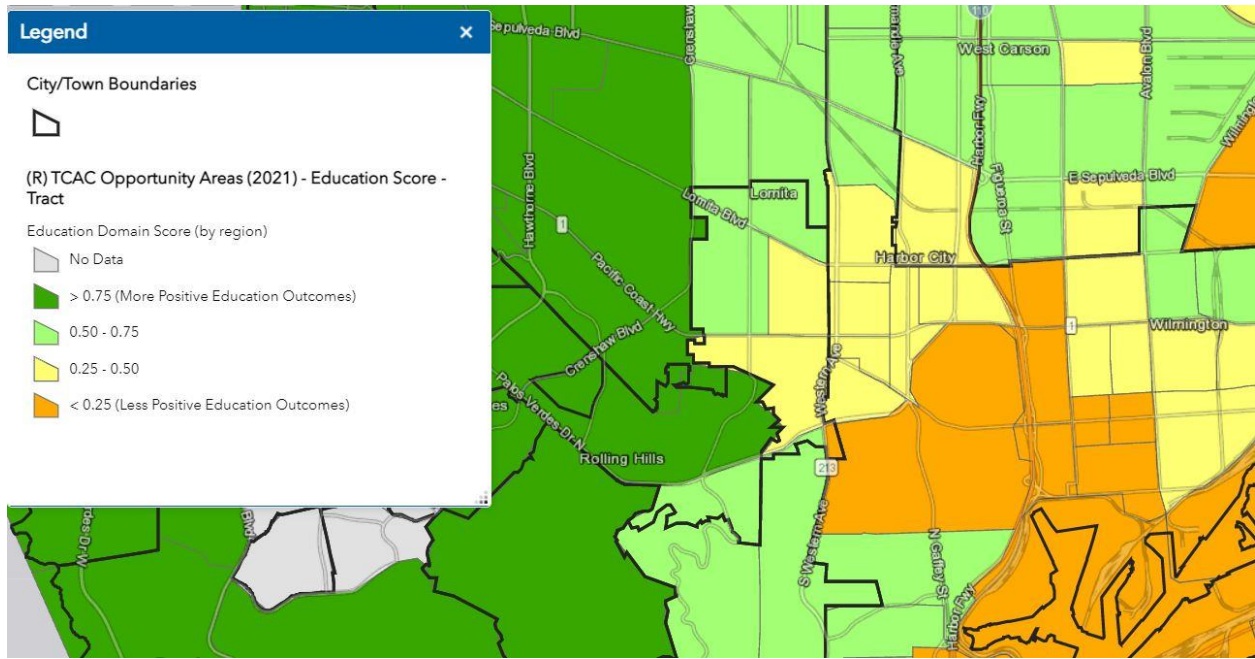 Legend
×
City/Town Boundaries
(R) TCAC Opportunity Areas (2021) - Education Score -
Tract
Education Domain Score (by region)
No Data
> 0.75 (More Positive Education Outcomes)
0.50 - 0.75
0.25 - 0.50
< 0.25 (Less Positive Education Outcomes)
Sepulveda Blvd
Crenshaw
110
West Carson
Avalon Blvd
Harbor Fwy
Hawthorne Blvd
Lomita
E Sepulveda Blvd
Figueroa St
Lomita Blvd
1
Harbor City
Pacific Coast Hwy
1
Wilmington
Crenshaw Blvd
Western Ave
Palos Verdes Dr N
Rolling Hills
213
S Western Ave
N Gaffey St
Harbor Fwy
Blvd